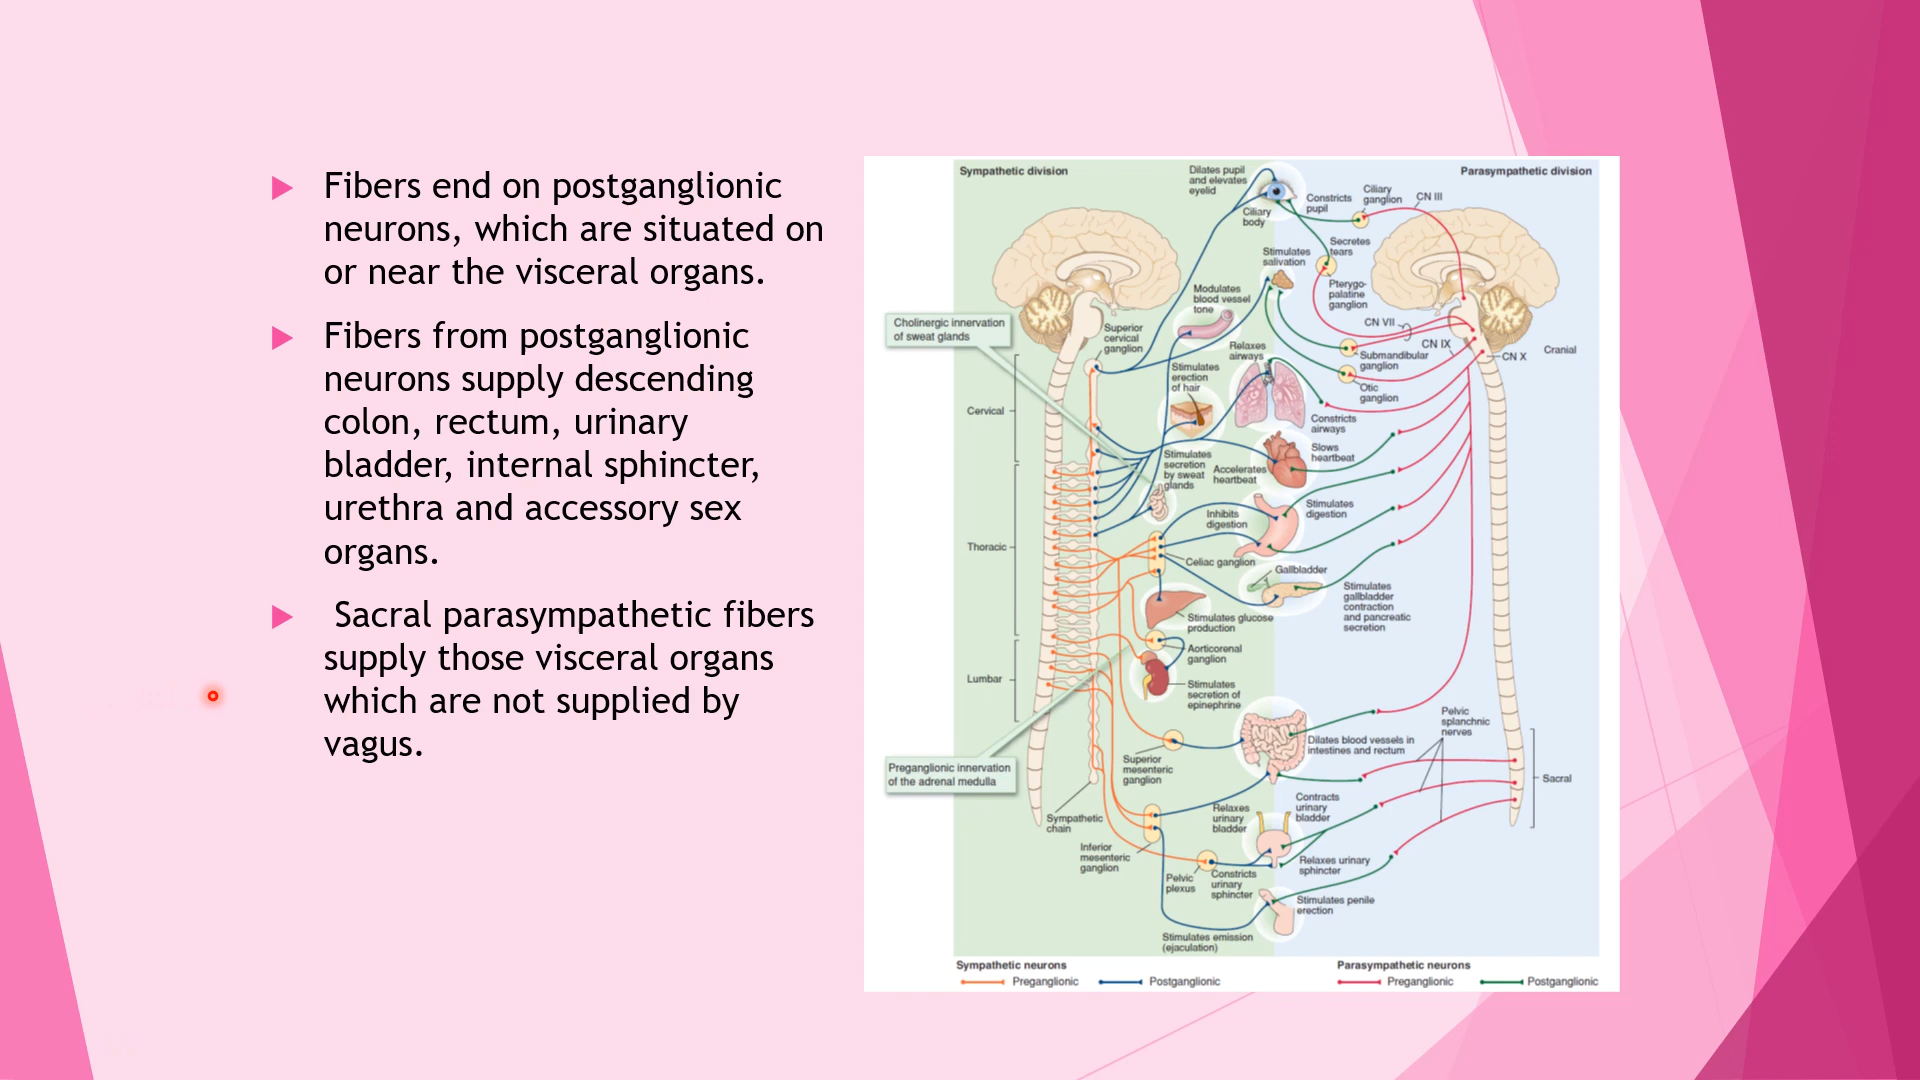 Fibers end on postganglionic
neurons, which are situated on
or near the visceral organs.
Fibers from postganglionic
neurons supply descending
colon, rectum, urinary
bladder, internal sphincter,
urethra and accessory sex
organs.
Sacral parasympathetic fibers
supply those visceral organs
which are not supplied by
vagus.
Sympathetic division
Parasympathetic division
Dilates pupil
and elevates
eyelid
Ciliary
body
Constricts
pupil
Ciliary
ganglion
CN III
Secretes
tears
Stimulates
salivation
Pterygo-
palatine
ganglion
Modulates
blood vessel
tone
Cholinergic innervation
of sweat glands
Superior
cervical
ganglion
CN VII
CN IX
CN X
Cranial
Relaxes
airways
Submandibular
ganglion
Otic
ganglion
Stimulates
erection
of hair
Cervical
Constricts
airways
Slows
heartbeat
Stimulates
secretion
by sweat
glands
Accelerates
heartbeat
Inhibits
digestion
Stimulates
digestion
Thoracic
Celiac ganglion
Gallbladder
Stimulates
gallbladder
contraction
and pancreatic
secretion
Stimulates glucose
production
Aorticorenal
ganglion
Lumbar
Stimulates
secretion of
epinephrine
Pelvic
splanchnic
nerves
Dilates blood vessels in
intestines and rectum
Superior
mesenteric
ganglion
Preganglionic innervation
of the adrenal medulla
Sacral
Sympathetic
chain
Relaxes
urinary
bladder
Contracts
urinary
bladder
Inferior
mesenteric
ganglion
Pelvic
plexus
Constricts
urinary
sphincter
Relaxes urinary
sphincter
Stimulates penile
erection
Stimulates emission
(ejaculation)
Sympathetic neurons
Preganglionic
Postganglionic
Parasympathetic neurons
Preganglionic
Postganglionic